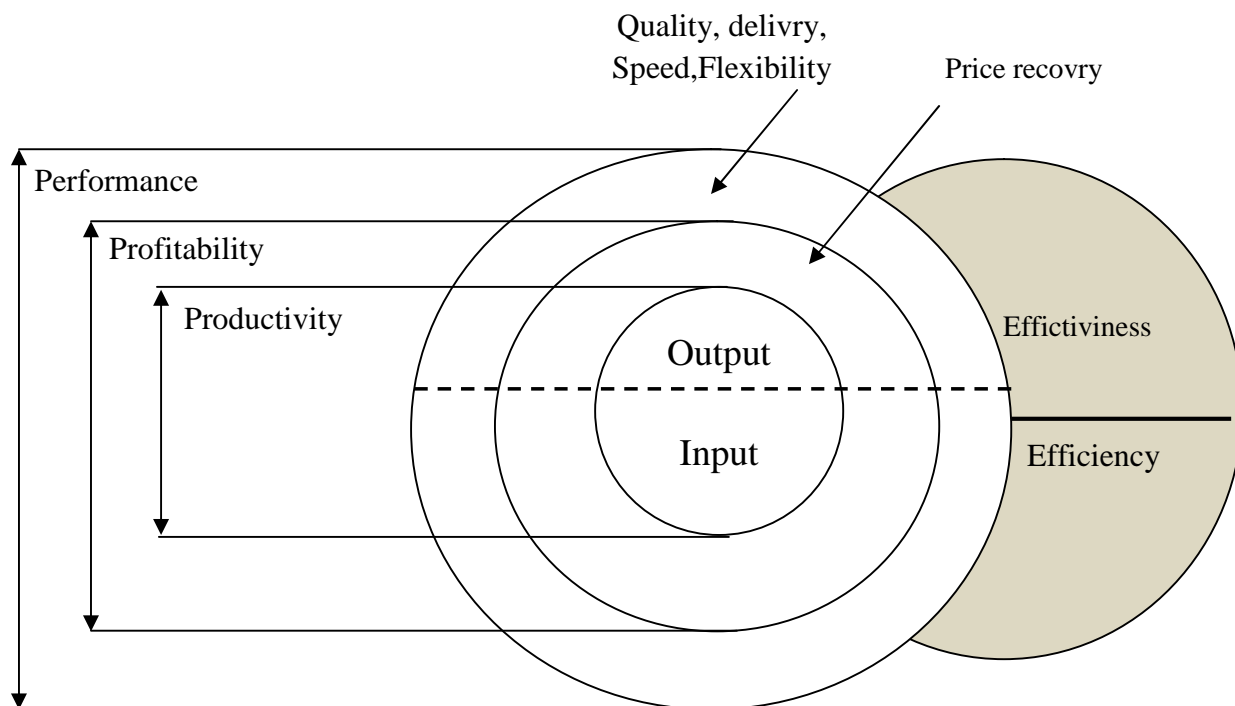 Quality, delivry,
Speed,Flexibility
Price recovry
Performance
Profitability
Productivity
Effictiviness
Output
Input
Efficiency